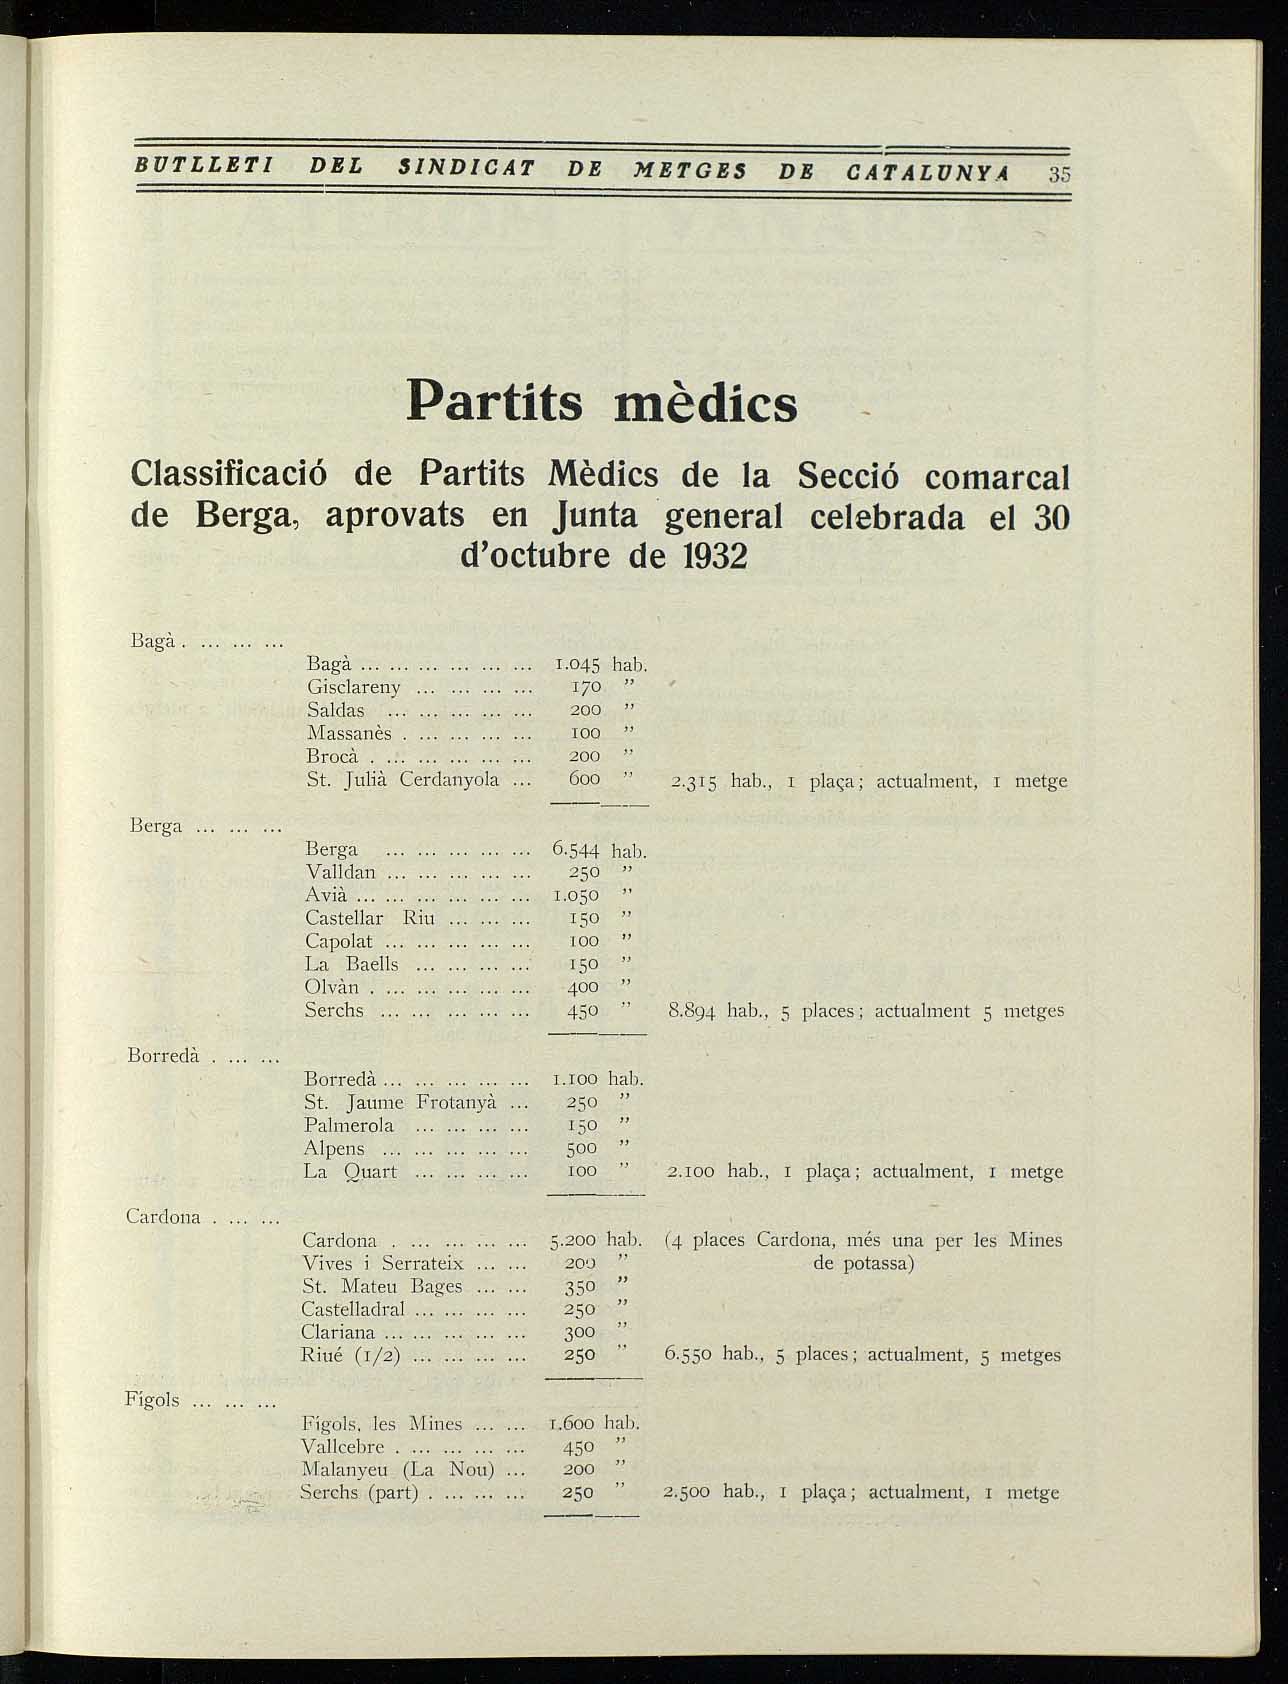 BUTLLETI DEL SINDICAT DE METGES DE CATALUNYA 35
Partits mèdics
Classificació de Partits Mèdics de la Secció comarcal
de Berga, aprovats en Junta general celebrada el 30
d'octubre de 1932
Bagà . ... ... ...
Bagà ... ... ... ... ... ... 1.045 hab.
Gisclareny ... ... ... ... 170 "
Saldas ... ... ... ... ... 200 "
Massanès . ... ... ... ... 100 "
Brocà . ... ... ... ... ... 200 "
St. Julià Cerdanyola ... 600 " 2.315 hab., 1 plaça; actualment, 1 metge
Berga ... ... ...
Berga ... ... ... ... ... 6.544 hab.
Valldan ... ... ... ... ... 250 "
Avià ... ... ... ... ... ... 1.050 "
Castellar Riu ... ... ... 150 "
Capolat ... ... ... ... ... 100 "
La Baells ... ... ... ... 150 "
Olvàn . ... ... ... ... ... 400 "
Serchs ... ... ... ... ... 450 " 8.894 hab., 5 places; actualment 5 metges
Borredà . ... ...
Borredà ... ... ... ... ... 1.100 hab.
St. Jaume Frotanyà ... 250 "
Palmerola ... ... ... ... 150 "
Alpens ... ... ... ... ... 500 "
La Quart ... ... ... ... 100 " 2.100 hab., 1 plaça; actualment, 1 metge
Cardona . ... ...
Cardona . ... ... ... ... 5.200 hab. (4 places Cardona, més una per les Mines
Vives i Serrateix ... ... 200 " de potassa)
St. Mateu Bages ... ... 350 "
Castelladral ... ... ... ... 250 "
Clariana ... ... ... ... ... 300 "
Riué (1/2) ... ... ... ... 250 " 6.550 hab., 5 places; actualment, 5 metges
Fígols ... ... ...
Fígols, les Mines ... ... 1.600 hab.
Vallcebre . ... ... ... ... 450 "
Malanyeu (La Nou) ... 200 "
Serchs (part) . ... ... ... 250 " 2.500 hab., 1 plaça; actualment, 1 metge